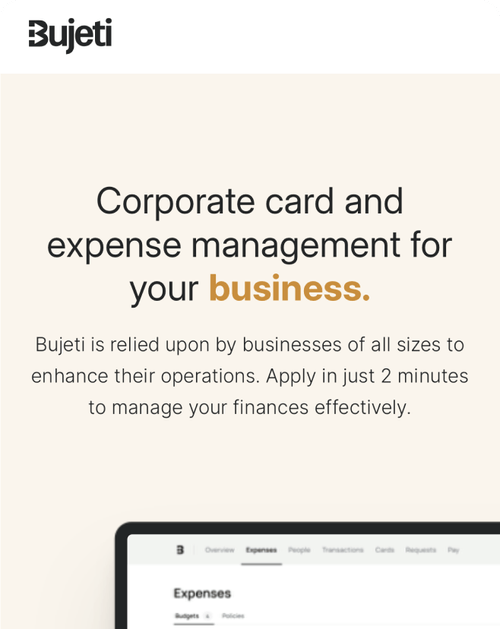 Bujeti
Corporate card and
expense management for
your business.
Bujeti is relied upon by businesses of all sizes to
enhance their operations. Apply in just 2 minutes
to manage your finances effectively.
B Overview Expenses People Transactions Cards Requests Pay
Expenses
Budgets Policies